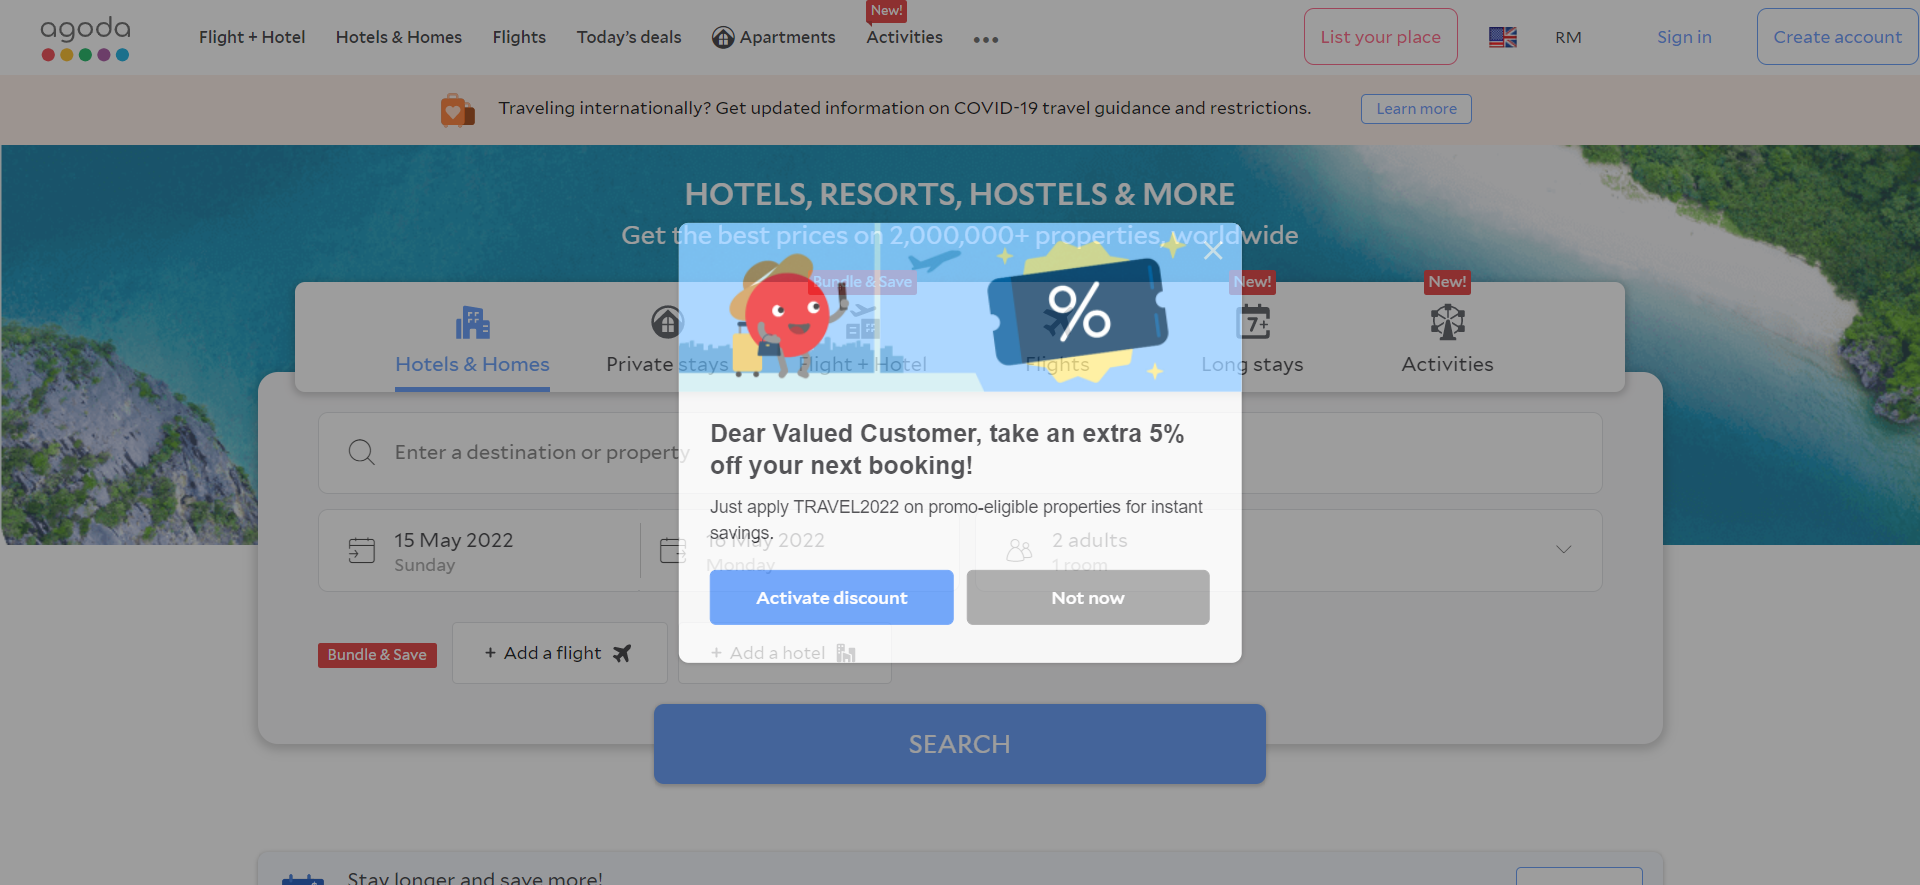 agoda
Flight + Hotel
Hotels & Homes
Flights
Today's deals
Apartments
New!
Activities
List your place
RM
Sign in
Create account
Traveling internationally? Get updated information on COVID-19 travel guidance and restrictions.
Learn more
HOTELS, RESORTS, HOSTELS & MORE
Get the best prices on 2,000,000+ properties, worldwide
Hotels & Homes
Private stays
Bundle & Save
Flight + Hotel
Flights
New!
7+
Long stays
New!
Activities
%
Enter a destination or property
Dear Valued Customer, take an extra 5%
off your next booking!
Just apply TRAVEL2022 on promo-eligible properties for instant
savings.
15 May 2022
Sunday
16 May 2022
Monday
2 adults
1 room
Activate discount
Not now
Bundle & Save
+ Add a flight
+ Add a hotel
SEARCH
Stay longer and save more!